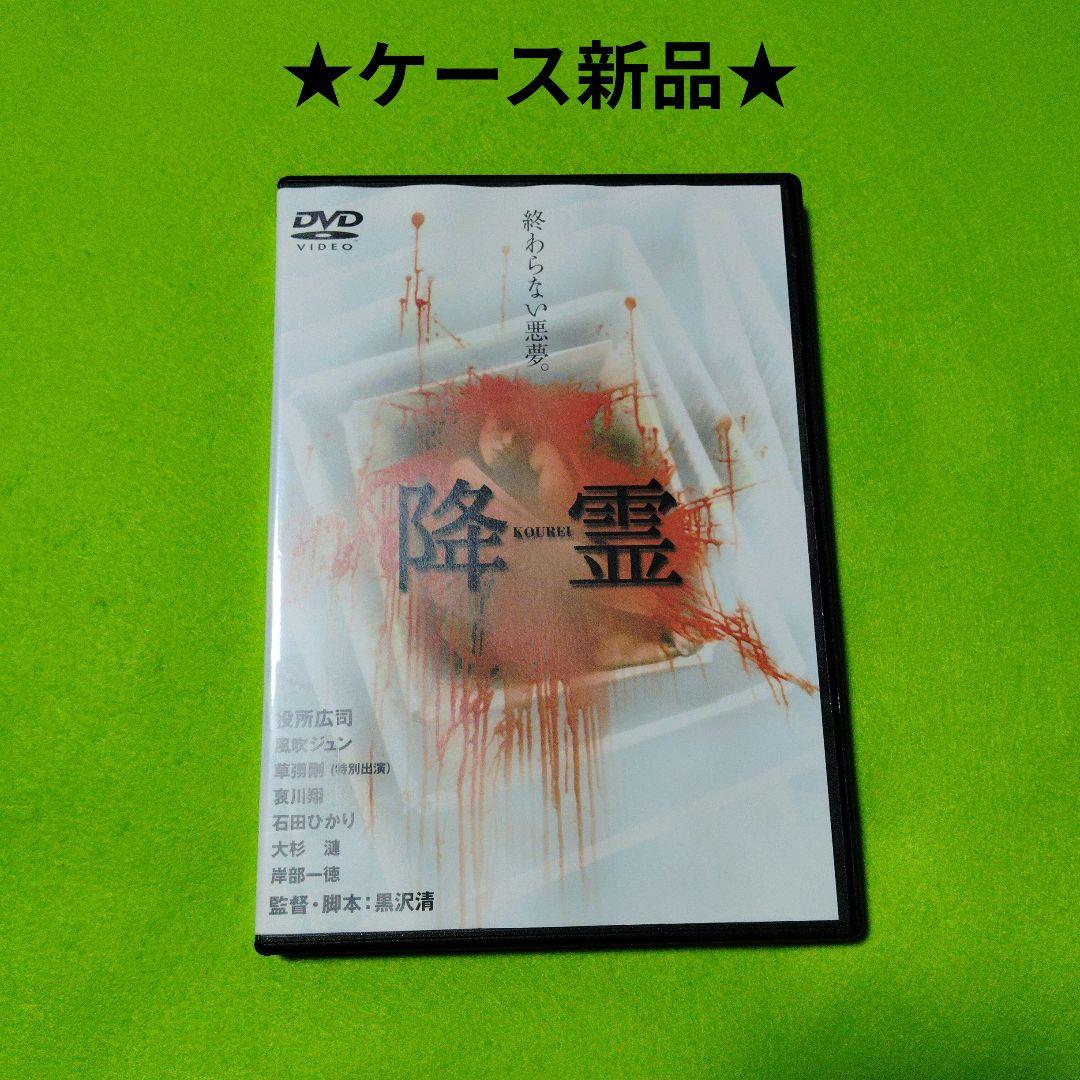 ★ケース新品★
DVD
VIDEO
終わらない悪夢。
降霊
KOUREI
役所広司
風吹ジュン
草彅剛(特別出演)
哀川翔
石田ひかり
大杉 漣
岸部一徳
監督・脚本:黒沢清